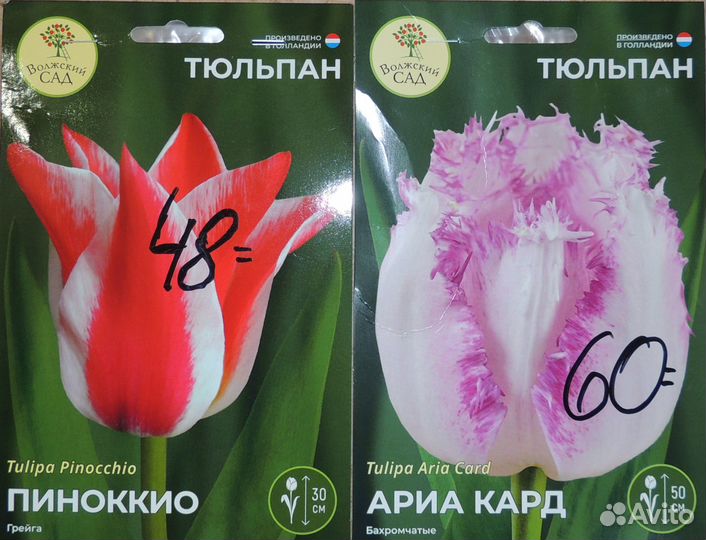 Волжский
САД
ПРОИЗВЕДЕНО
В ГОЛЛАНДИИ
ТЮЛЬПАН
48=
Tulipa Pinocchio
ПИНОККИО
Грейга
30
СМ
Волжский
САД
ПРОИЗВЕДЕНО
В ГОЛЛАНДИИ
ТЮЛЬПАН
60=
Tulipa Aria Card
АРИА КАРД
Бахромчатые
50
СМ
Avito